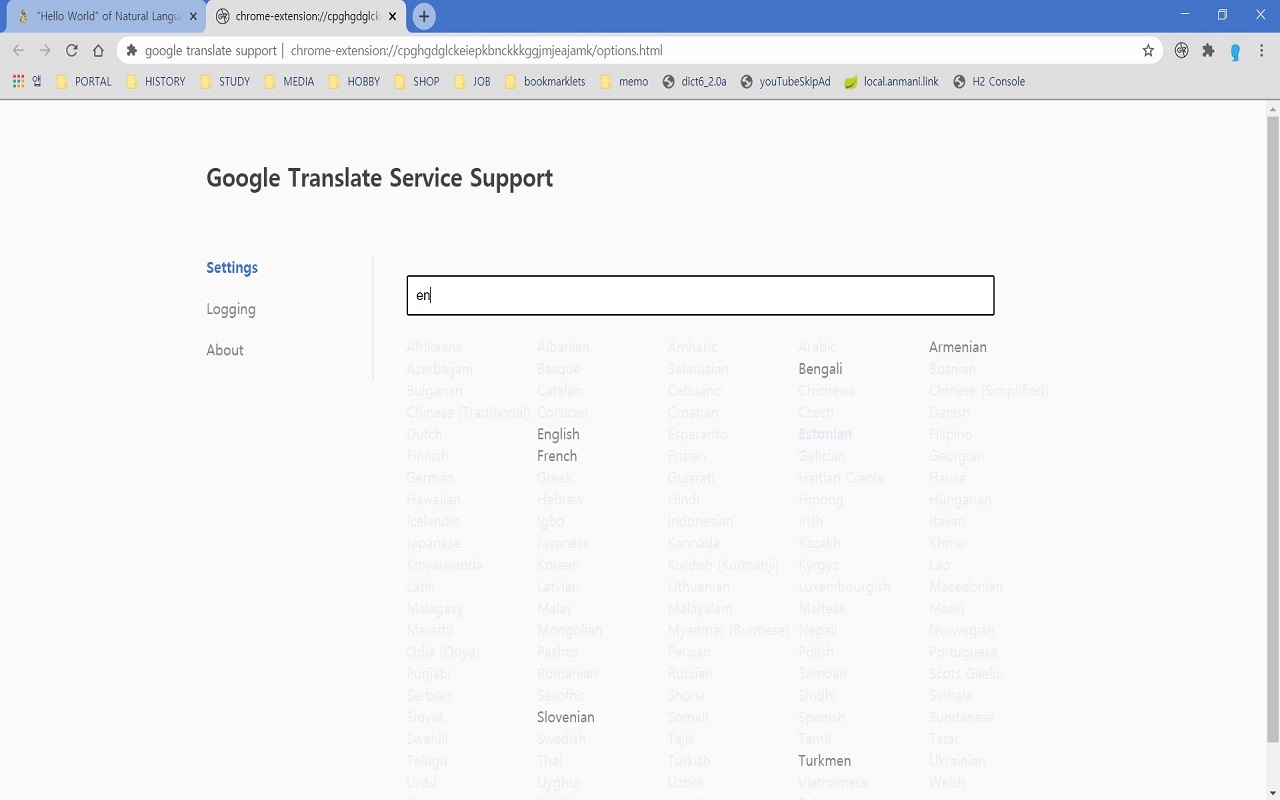 "Hello World" of Natural Langu
chrome-extension://cpghgdglck
google translate support | chrome-extension://cpghgdglckeiepkbnckkkggjmjeajamk/options.html
앱 PORTAL HISTORY STUDY MEDIA HOBBY SHOP JOB bookmarklets memo dict6_2.0a youTubeSkipAd local.anmani.link H2 Console
Google Translate Service Support
Settings
Logging
About
en
Afrikaans Albanian Amharic Arabic Armenian
Azerbaijani Basque Belarusian Bengali Bosnian
Bulgarian Catalan Cebuano Chichewa Chinese (Simplified)
Chinese (Traditional) Corsican Croatian Czech Danish
Dutch English Esperanto Estonian Filipino
Finnish French Frisian Galician Georgian
German Greek Gujarati Haitian Creole Hausa
Hawaiian Hebrew Hindi Hmong Hungarian
Icelandic Igbo Indonesian Irish Italian
Japanese Javanese Kannada Kazakh Khmer
Kinyarwanda Korean Kurdish (Kurmanji) Kyrgyz Lao
Latin Latvian Lithuanian Luxembourgish Macedonian
Malagasy Malay Malayalam Maltese Maori
Marathi Mongolian Myanmar (Burmese) Nepali Norwegian
Odia (Oriya) Pashto Persian Polish Portuguese
Punjabi Romanian Russian Samoan Scots Gaelic
Serbian Sesotho Shona Sindhi Sinhala
Slovak Slovenian Somali Spanish Sundanese
Swahili Swedish Tajik Tamil Tatar
Telugu Thai Turkish Turkmen Ukrainian
Urdu Uyghur Uzbek Vietnamese Welsh